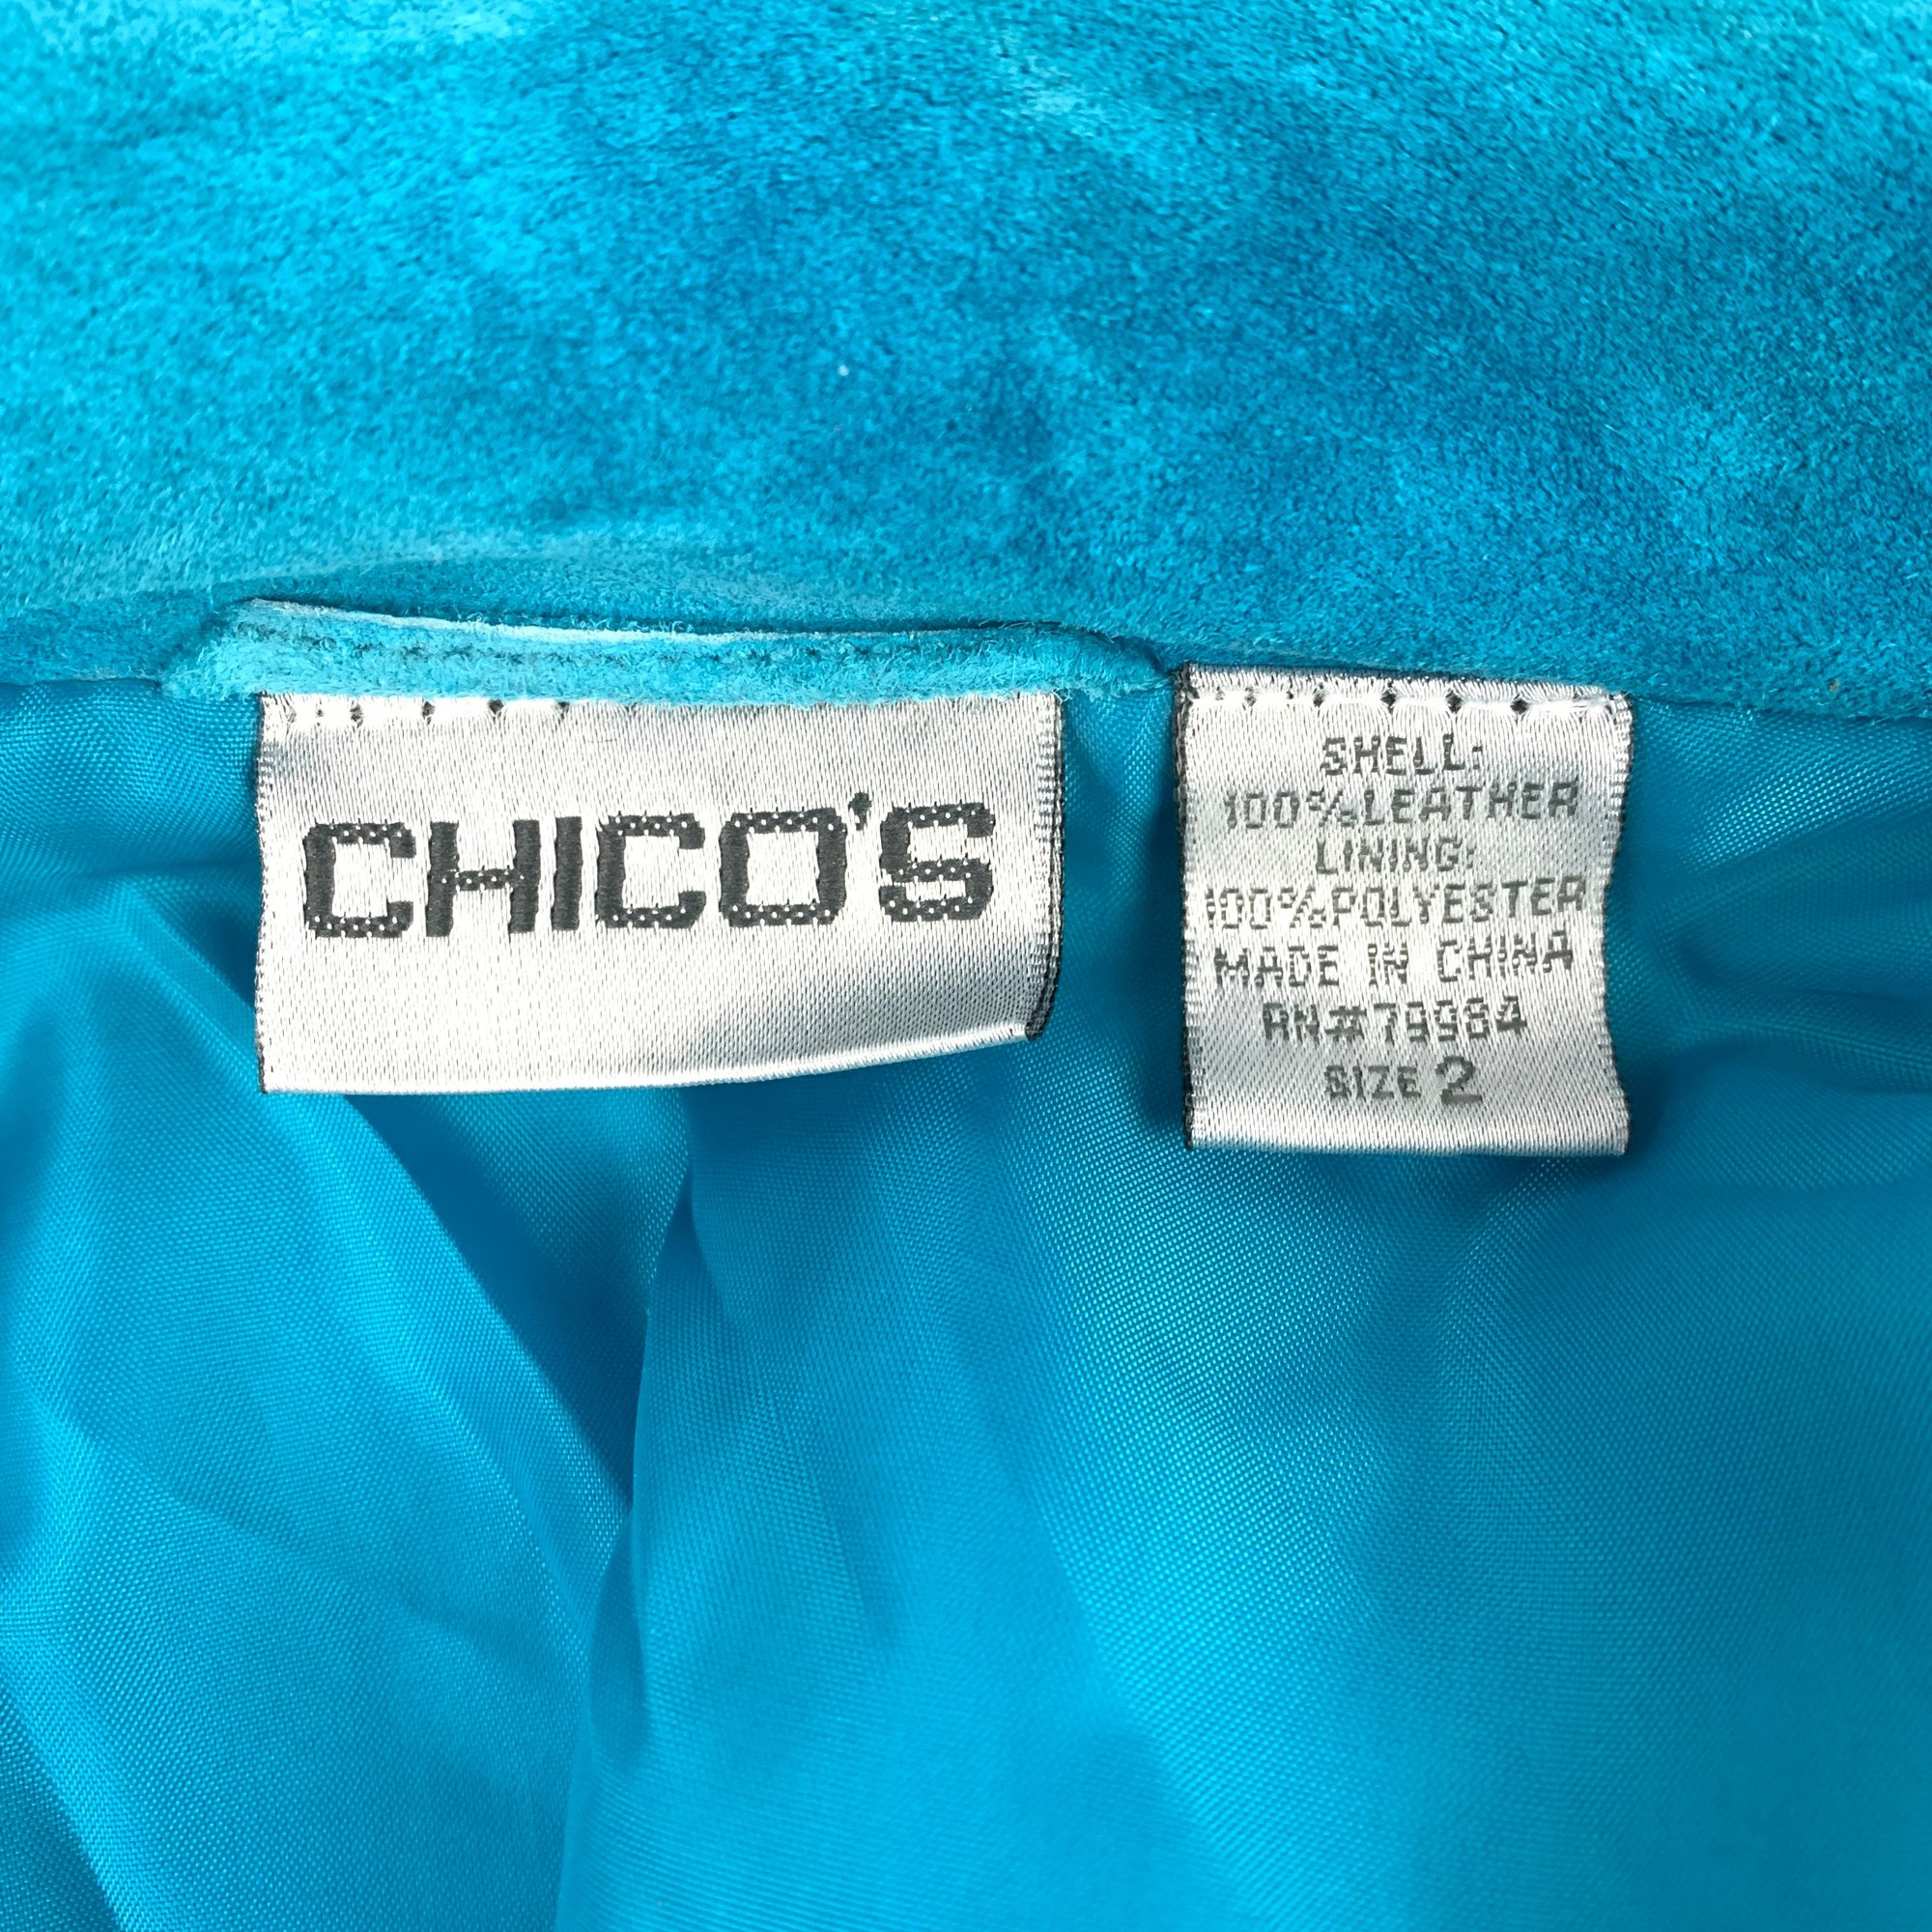 CHICO'S
SHELL:
100%LEATHER
LINING:
100%POLYESTER
MADE IN CHINA
RN#79984
SIZE 2